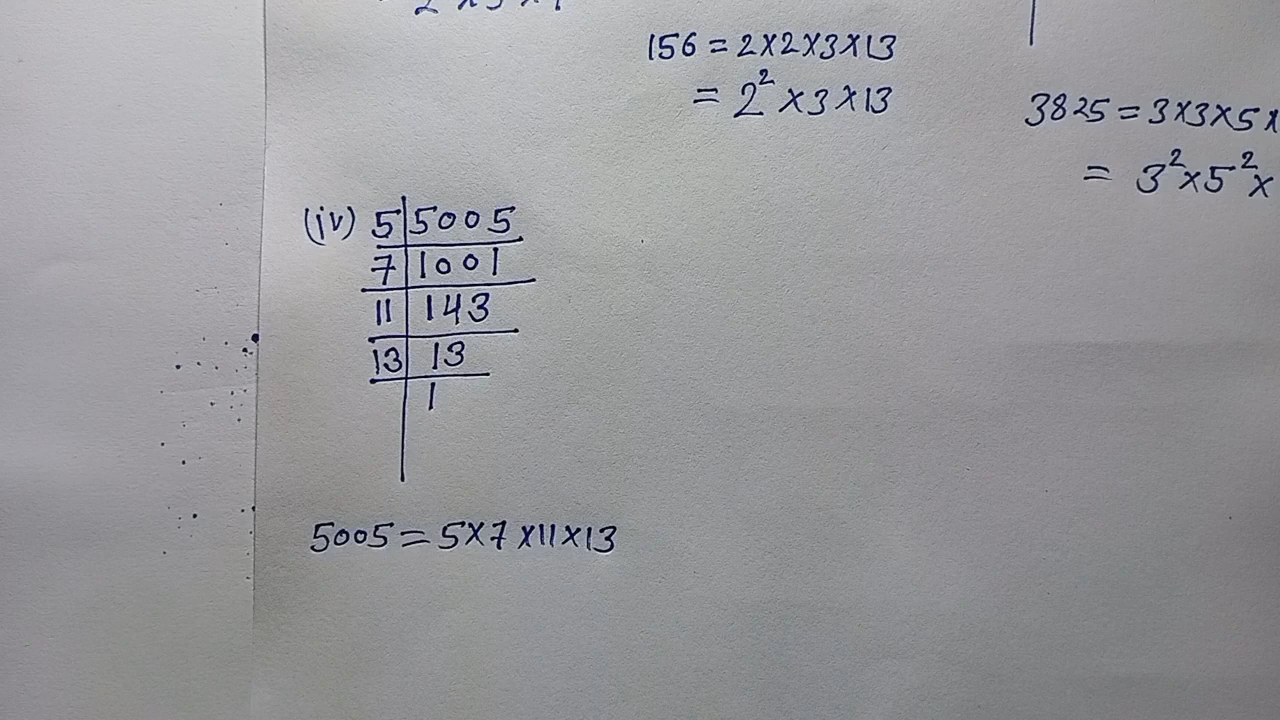 156 = 2×2×3×13
= 2² ×3×13
3825 = 3×3×5×
= 3²×5²×
(iv) 5|5005
7|1001
11|143
13|13
1
5005 = 5×7×11×13